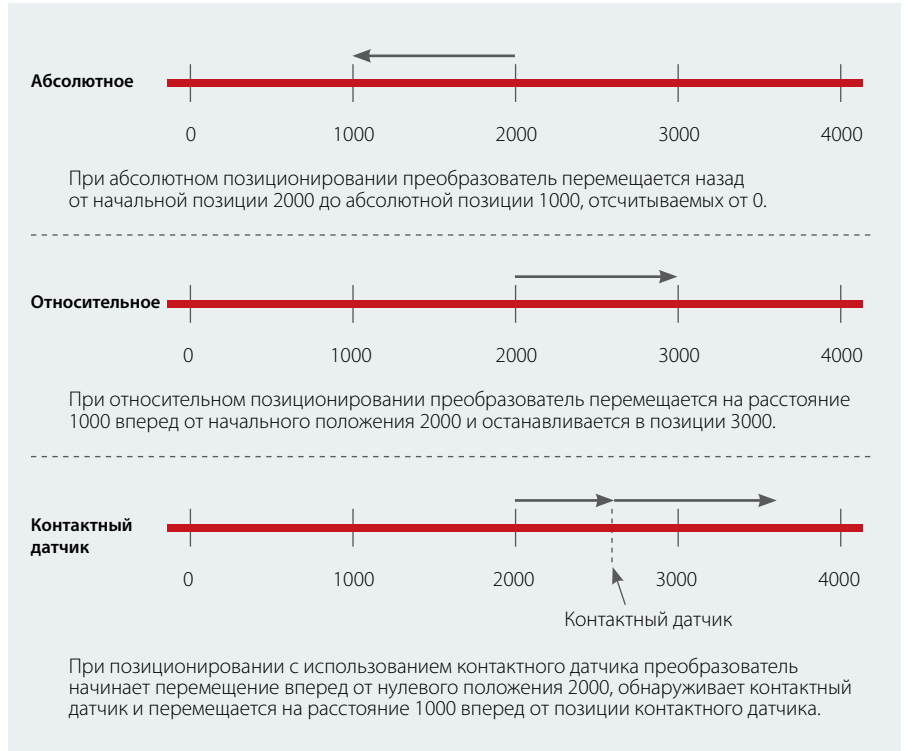 Абсолютное
0 1000 2000 3000 4000
При абсолютном позиционировании преобразователь перемещается назад
от начальной позиции 2000 до абсолютной позиции 1000, отсчитываемых от 0.
Относительное
0 1000 2000 3000 4000
При относительном позиционировании преобразователь перемещается на расстояние
1000 вперед от начального положения 2000 и останавливается в позиции 3000.
Контактный
датчик
0 1000 2000 3000 4000
Контактный датчик
При позиционировании с использованием контактного датчика преобразователь
начинает перемещение вперед от нулевого положения 2000, обнаруживает контактный
датчик и перемещается на расстояние 1000 вперед от позиции контактного датчика.